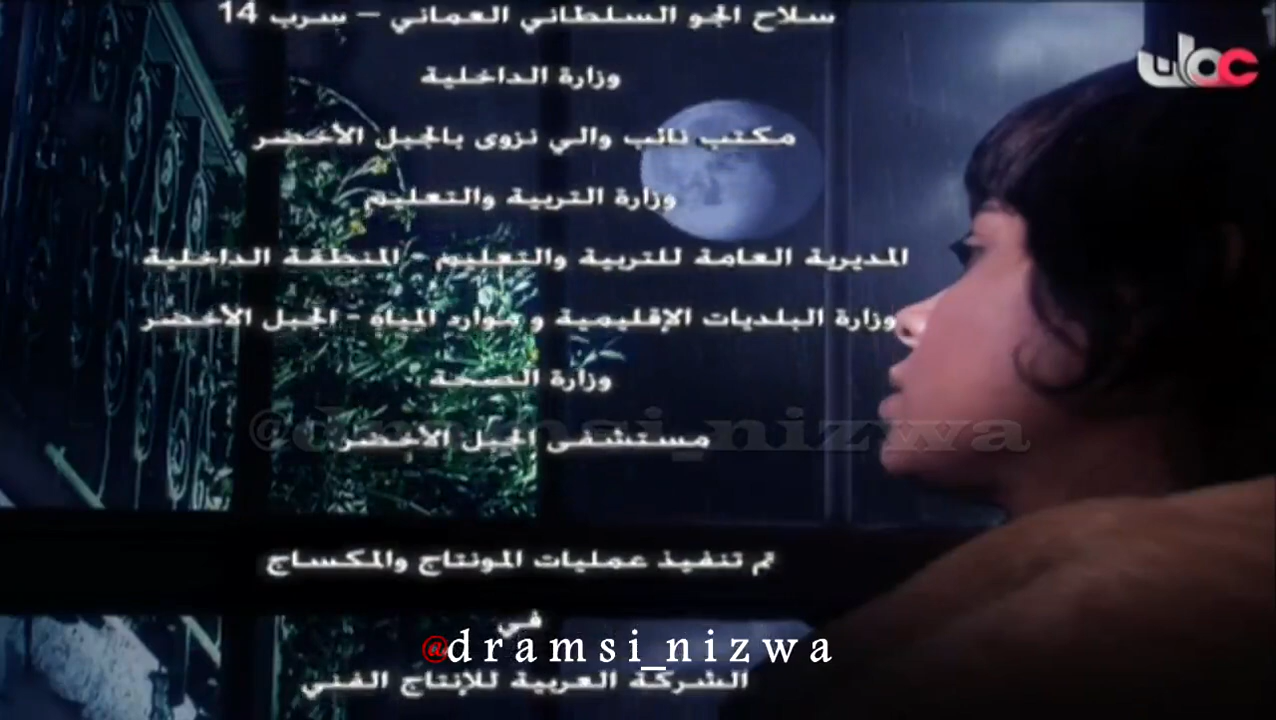 سلاح الجو السلطاني العماني – سرب 14
عمان
وزارة الداخلية
مكتب نائب والي نزوى بالجبل الأخضر
وزارة التربية والتعليم
المديرية العامة للتربية والتعليم - المنطقة الداخلية
وزارة البلديات الإقليمية و موارد المياه - الجبل الأخضر
وزارة الصحة
@dramsi_nizwa
مستشفى الجبل الأخضر
تم تنفيذ عمليات المونتاج والمكساج
في
@dramsi_nizwa
الشركة العربية للإنتاج الفني